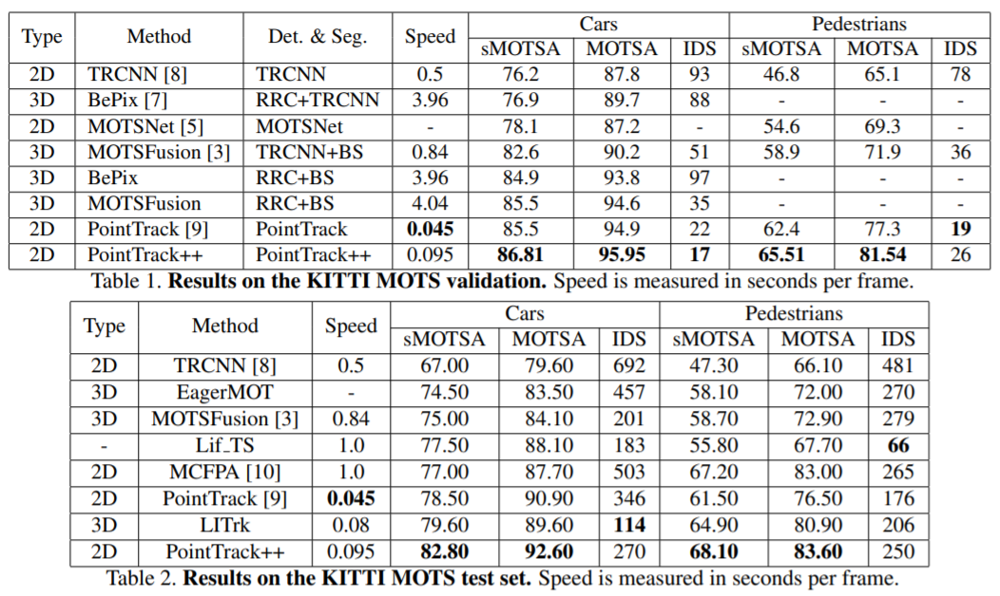 Type Method Det. & Seg. Speed Cars Pedestrians
sMOTSA MOTSA IDS sMOTSA MOTSA IDS
2D TRCNN [8] TRCNN 0.5 76.2 87.8 93 46.8 65.1 78
3D BePix [7] RRC+TRCNN 3.96 76.9 89.7 88 - - -
2D MOTSNet [5] MOTSNet - 78.1 87.2 - 54.6 69.3 -
3D MOTSFusion [3] TRCNN+BS 0.84 82.6 90.2 51 58.9 71.9 36
3D BePix RRC+BS 3.96 84.9 93.8 97 - - -
3D MOTSFusion RRC+BS 4.04 85.5 94.6 35 - - -
2D PointTrack [9] PointTrack 0.045 85.5 94.9 22 62.4 77.3 19
2D PointTrack++ PointTrack++ 0.095 86.81 95.95 17 65.51 81.54 26
Table 1. Results on the KITTI MOTS validation. Speed is measured in seconds per frame.
Type Method Speed Cars Pedestrians
sMOTSA MOTSA IDS sMOTSA MOTSA IDS
2D TRCNN [8] 0.5 67.00 79.60 692 47.30 66.10 481
3D EagerMOT - 74.50 83.50 457 58.10 72.00 270
3D MOTSFusion [3] 0.84 75.00 84.10 201 58.70 72.90 279
- Lif_TS 1.0 77.50 88.10 183 55.80 67.70 66
2D MCFPA [10] 1.0 77.00 87.70 503 67.20 83.00 265
2D PointTrack [9] 0.045 78.50 90.90 346 61.50 76.50 176
3D LITrk 0.08 79.60 89.60 114 64.90 80.90 206
2D PointTrack++ 0.095 82.80 92.60 270 68.10 83.60 250
Table 2. Results on the KITTI MOTS test set. Speed is measured in seconds per frame.